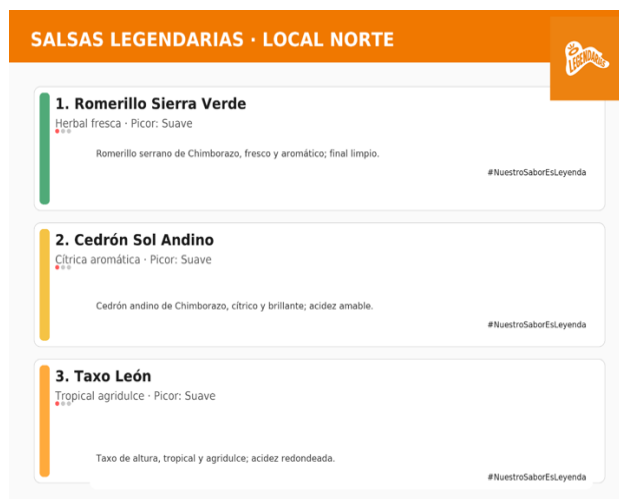 SALSAS LEGENDARIAS · LOCAL NORTE
LEGENDARIOS
1. Romerillo Sierra Verde
Herbal fresca · Picor: Suave
Romerillo serrano de Chimborazo, fresco y aromático; final limpio.
#NuestroSaborEsLeyenda
2. Cedrón Sol Andino
Cítrica aromática · Picor: Suave
Cedrón andino de Chimborazo, cítrico y brillante; acidez amable.
#NuestroSaborEsLeyenda
3. Taxo León
Tropical agridulce · Picor: Suave
Taxo de altura, tropical y agridulce; acidez redondeada.
#NuestroSaborEsLeyenda